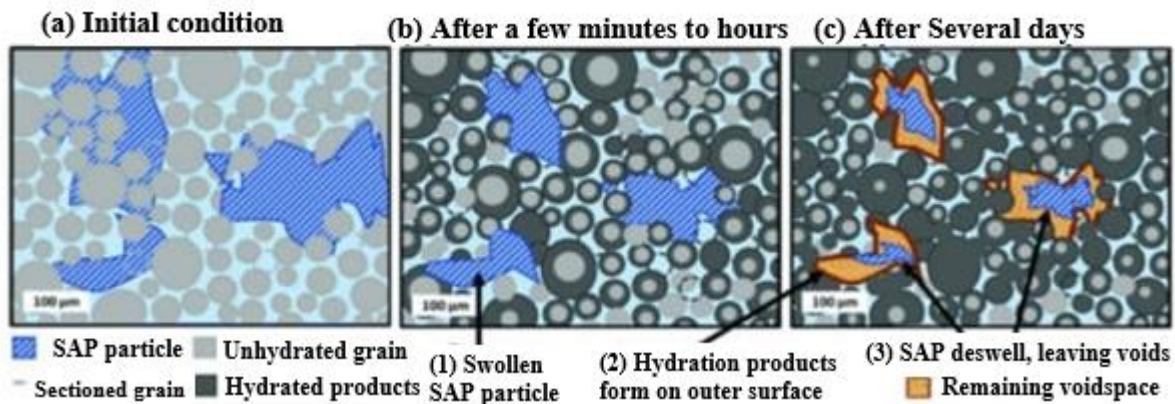 (a) Initial condition
(b) After a few minutes to hours
(c) After Several days
100 µm
100 µm
100 µm
SAP particle
Unhydrated grain
Sectioned grain
Hydrated products
(1) Swollen
SAP particle
(2) Hydration products
form on outer surface
(3) SAP deswell, leaving voids
Remaining voidspace